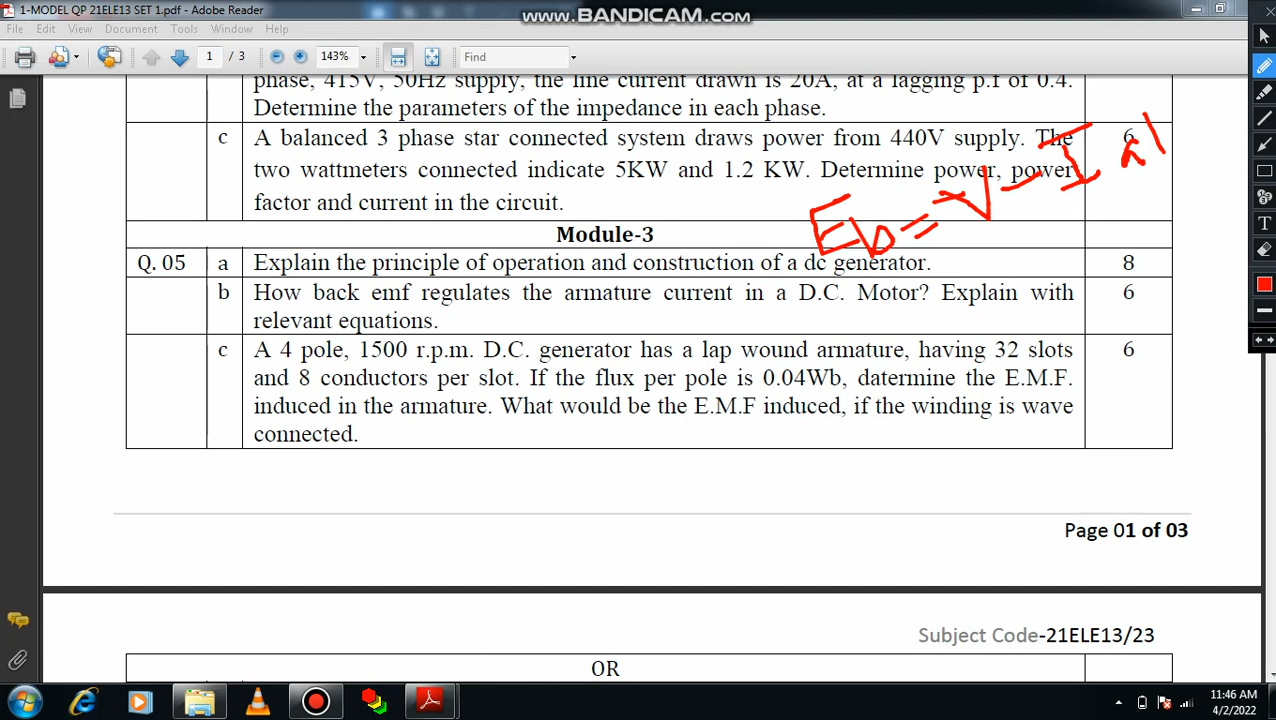 1-MODEL QP 21ELE13 SET 1.pdf - Adobe Reader
www.BANDICAM.com
File Edit View Document Tools Window Help
1 / 3 143% Find
phase, 415V, 50Hz supply, the line current drawn is 20A, at a lagging p.f of 0.4.
Determine the parameters of the impedance in each phase.
c A balanced 3 phase star connected system draws power from 440V supply. The 6
two wattmeters connected indicate 5KW and 1.2 KW. Determine power, power
factor and current in the circuit.
Eb = V - I a
Module-3
Q. 05 a Explain the principle of operation and construction of a dc generator. 8
b How back emf regulates the armature current in a D.C. Motor? Explain with 6
relevant equations.
c A 4 pole, 1500 r.p.m. D.C. generator has a lap wound armature, having 32 slots 6
and 8 conductors per slot. If the flux per pole is 0.04Wb, datermine the E.M.F.
induced in the armature. What would be the E.M.F induced, if the winding is wave
connected.
Page 01 of 03
Subject Code-21ELE13/23
OR
11:46 AM
4/2/2022